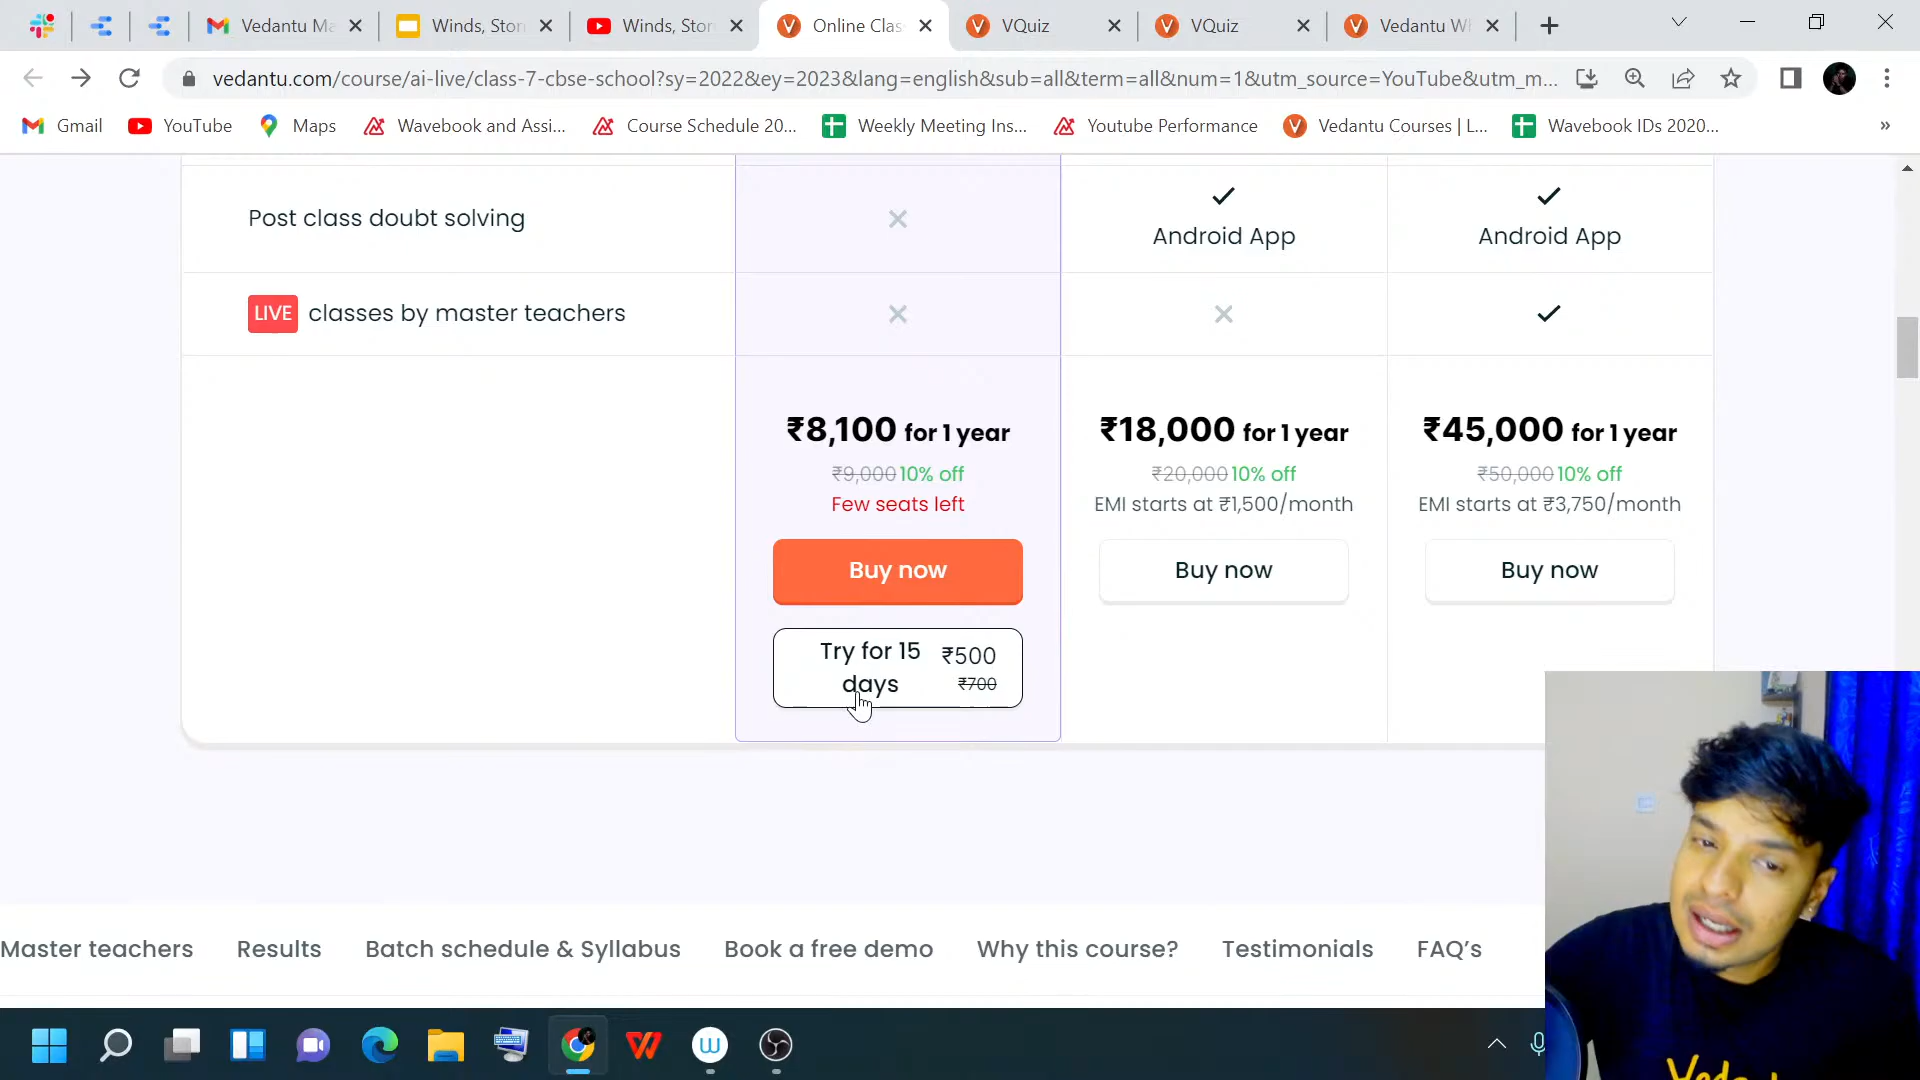 Vedantu Ma
Winds, Stor
Winds, Stor
Online Clas
VQuiz
VQuiz
Vedantu Wh
vedantu.com/course/ai-live/class-7-cbse-school?sy=2022&ey=2023&lang=english&sub=all&term=all&num=1&utm_source=YouTube&utm_m...
Gmail
YouTube
Maps
Wavebook and Assi...
Course Schedule 20...
Weekly Meeting Ins...
Youtube Performance
Vedantu Courses | L...
Wavebook IDs 2020...
Post class doubt solving
Android App
Android App
LIVE classes by master teachers
₹8,100 for 1 year
₹9,000 10% off
Few seats left
Buy now
Try for 15 days
₹500
₹700
₹18,000 for 1 year
₹20,000 10% off
EMI starts at ₹1,500/month
Buy now
₹45,000 for 1 year
₹50,000 10% off
EMI starts at ₹3,750/month
Buy now
Master teachers
Results
Batch schedule & Syllabus
Book a free demo
Why this course?
Testimonials
FAQ's